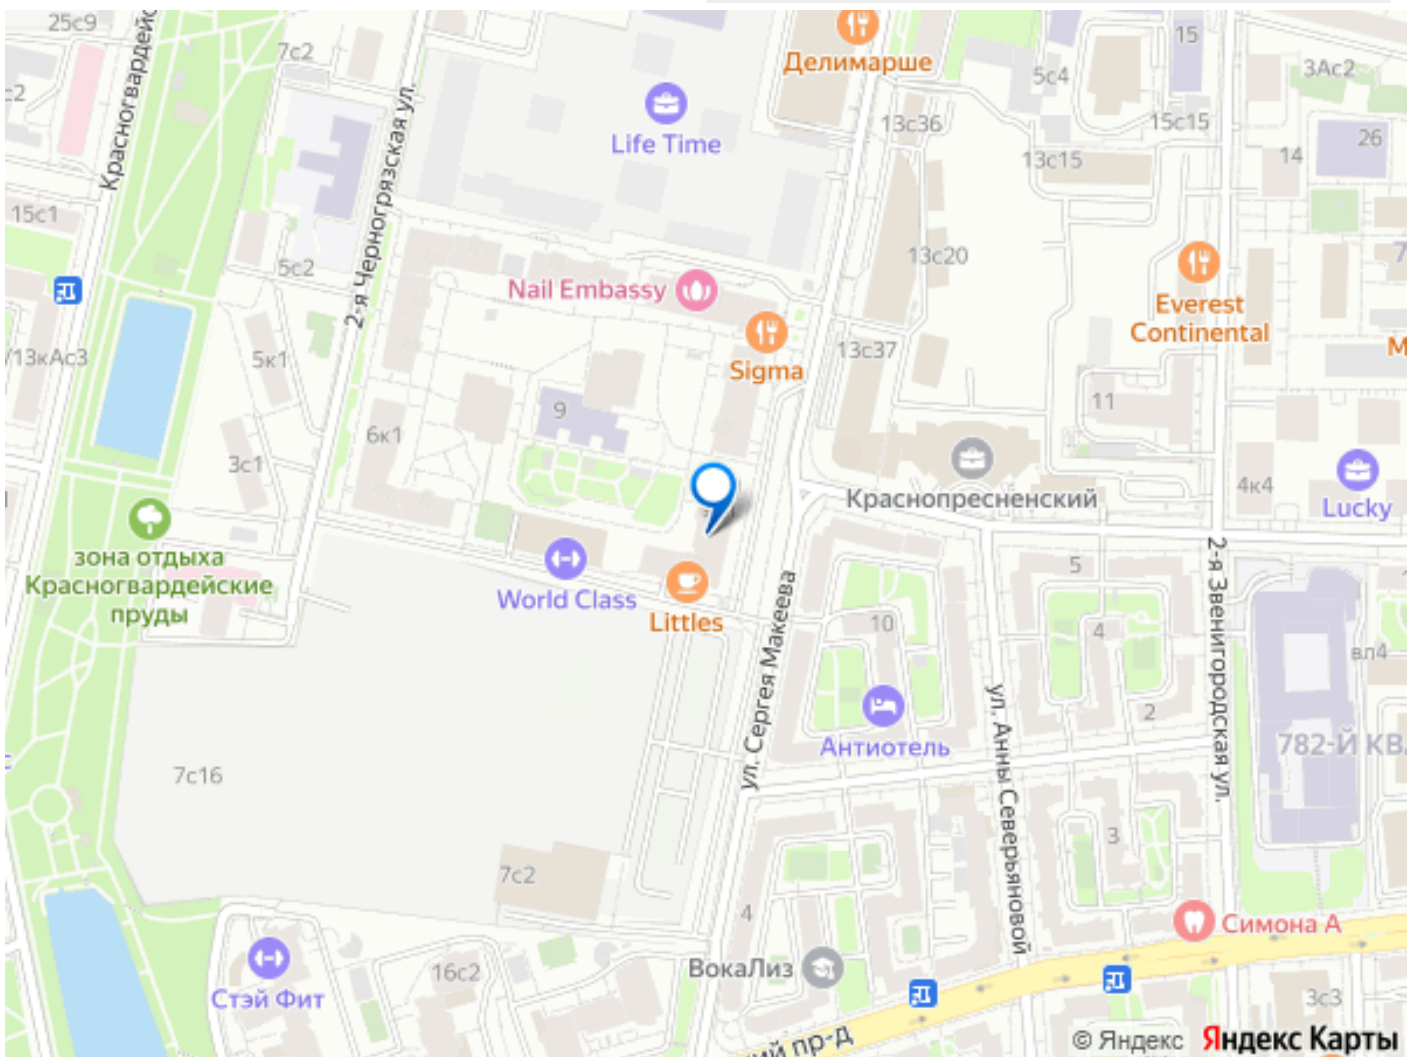 25с9
7с2
Делимарше
5с4
15
3Ас2
Красногвардейс
2-я Черногрязская ул.
Life Time
13с36
15с15
26
13с15
14
15с1
5с2
13с20
Nail Embassy
Everest
Continental
Sigma
13с37
/13кАс3
5к1
6к1
9
11
3с1
Краснопресненский
4к4
Lucky
зона отдыха
Красногвардейские
пруды
World Class
Littles
ул. Сергея Макеева
10
5
4
2-я Звенигородская ул.
вл4
ул. Анны Северьяновой
2
Антиотель
782-Й КВ
7с16
3
7с2
4
Симона А
ВокаЛиз
16с2
Стэй Фит
3с3
ий пр-д
© Яндекс Яндекс Карты